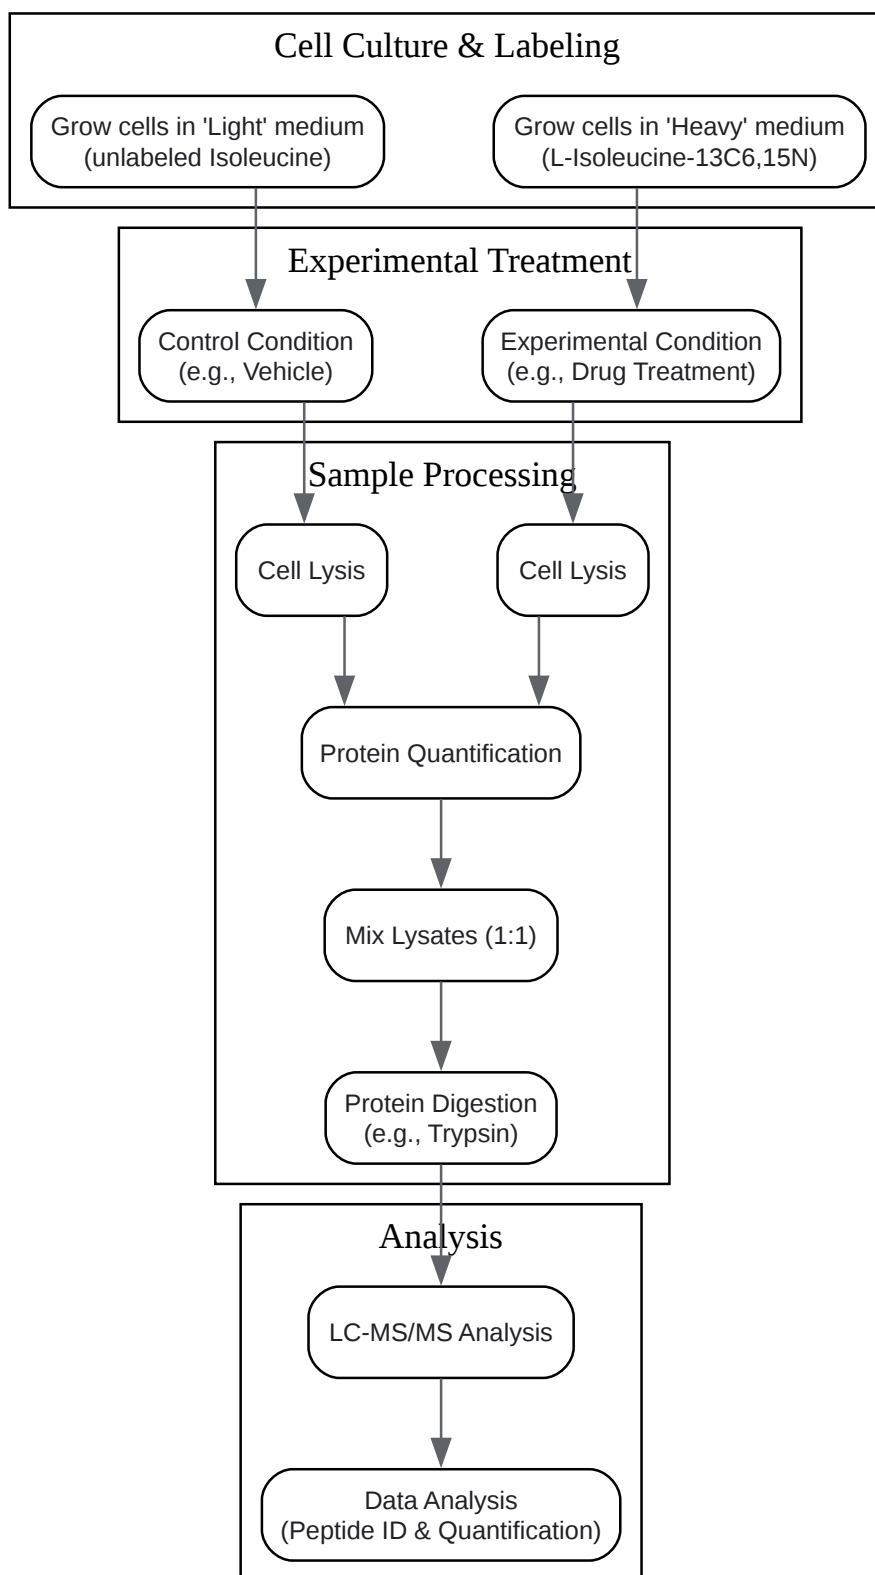 Cell Culture & Labeling
Grow cells in 'Light' medium
(unlabeled Isoleucine)
Grow cells in 'Heavy' medium
(L-Isoleucine-13C6,15N)
Experimental Treatment
Control Condition
(e.g., Vehicle)
Experimental Condition
(e.g., Drug Treatment)
Sample Processing
Cell Lysis
Cell Lysis
Protein Quantification
Mix Lysates (1:1)
Protein Digestion
(e.g., Trypsin)
Analysis
LC-MS/MS Analysis
Data Analysis
(Peptide ID & Quantification)